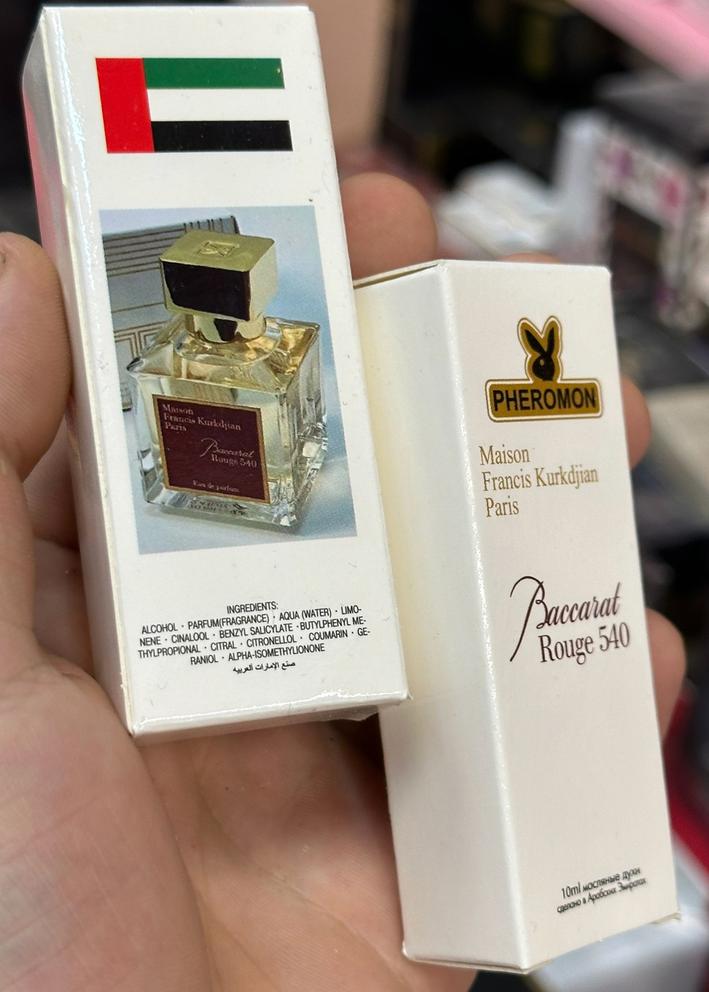 Maison
Francis Kurkdjian
Paris
Baccarat
Rouge 540
Eau de parfum
INGREDIENTS:
ALCOHOL · PARFUM(FRAGRANCE) · AQUA (WATER) · LIMO-
NENE · CINALOOL · BENZYL SALICYLATE ·BUTYLPHENYL ME-
THYLPROPIONAL · CITRAL · CITRONELLOL · COUMARIN · GE-
RANIOL · ALPHA-ISOMETHYLIONONE
صنع الإمارات العربيه
PHEROMON
Maison
Francis Kurkdjian
Paris
Baccarat
Rouge 540
10ml масляные духи
сделано в Арабских Эмиратах